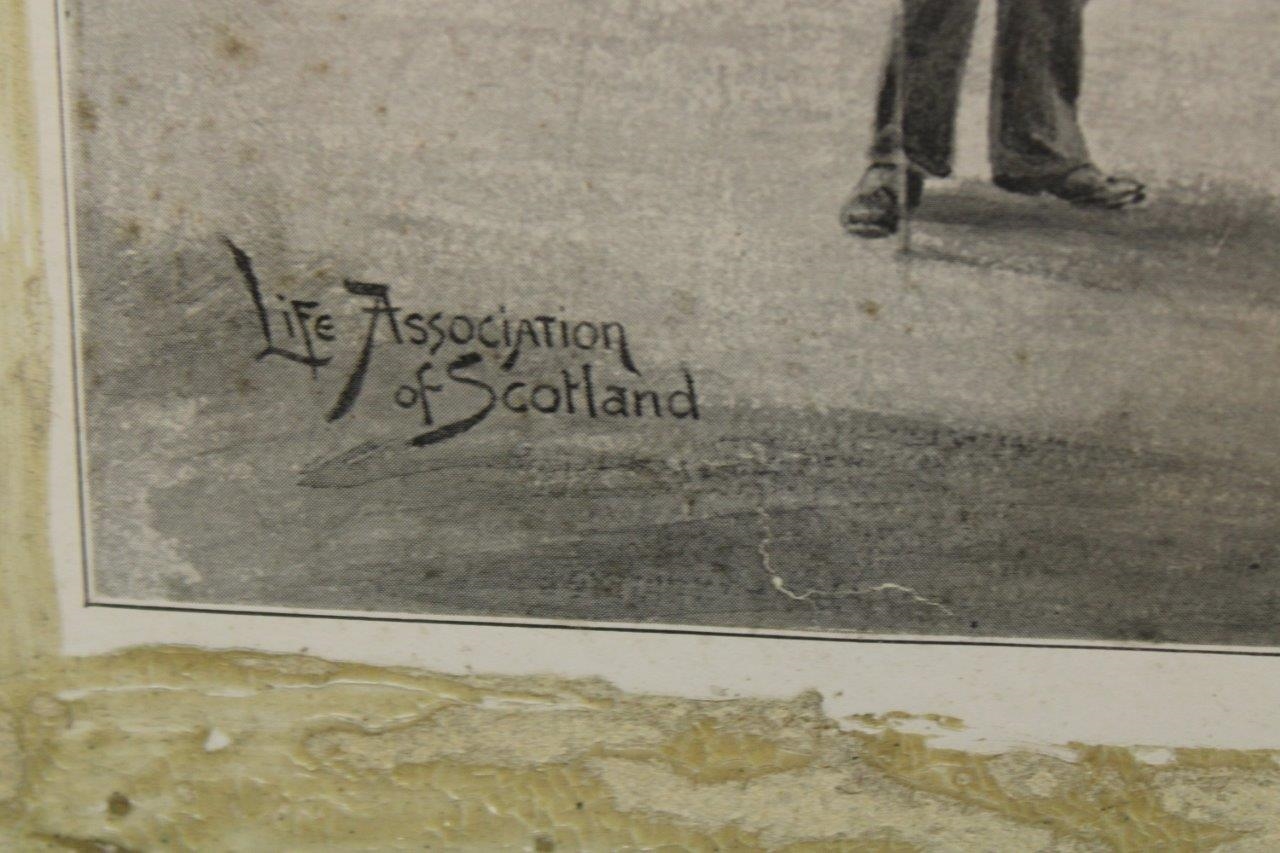 Life Association
of Scotland